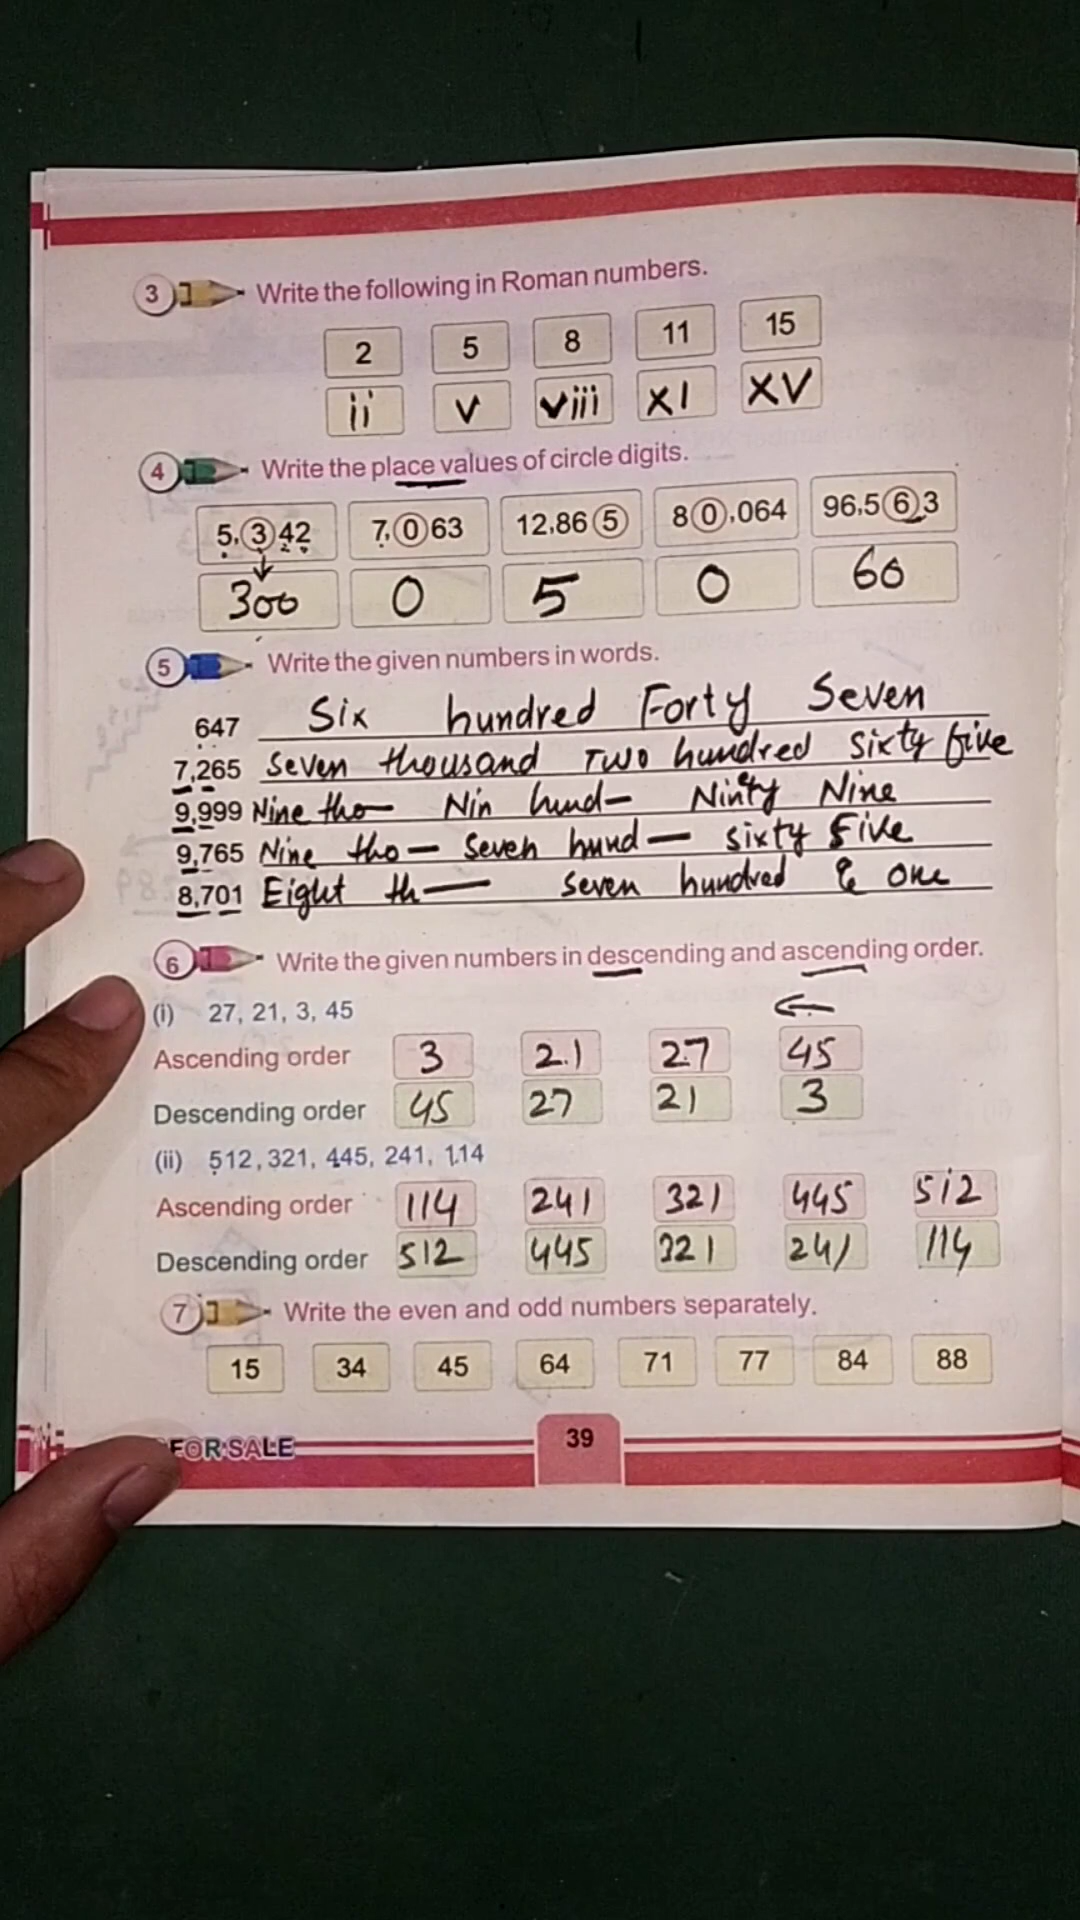 3 Write the following in Roman numbers.
2 5 8 11 15
ii v viii XI XV
4 Write the place values of circle digits.
5,342 7,063 12,865 80,064 96,563
300 0 5 0 60
5 Write the given numbers in words.
647 Six hundred Forty Seven
7,265 Seven thousand Two hundred sixty five
9,999 Nine tho— Nin hund— Ninety Nine
9,765 Nine tho— Seven hund— sixty Five
8,701 Eight th— seven hundred & one
6 Write the given numbers in descending and ascending order.
(i) 27, 21, 3, 45
Ascending order 3 21 27 45
Descending order 45 27 21 3
(ii) 512, 321, 445, 241, 114
Ascending order 114 241 321 445 512
Descending order 512 445 321 241 114
7 Write the even and odd numbers separately.
15 34 45 64 71 77 84 88
FOR SALE 39